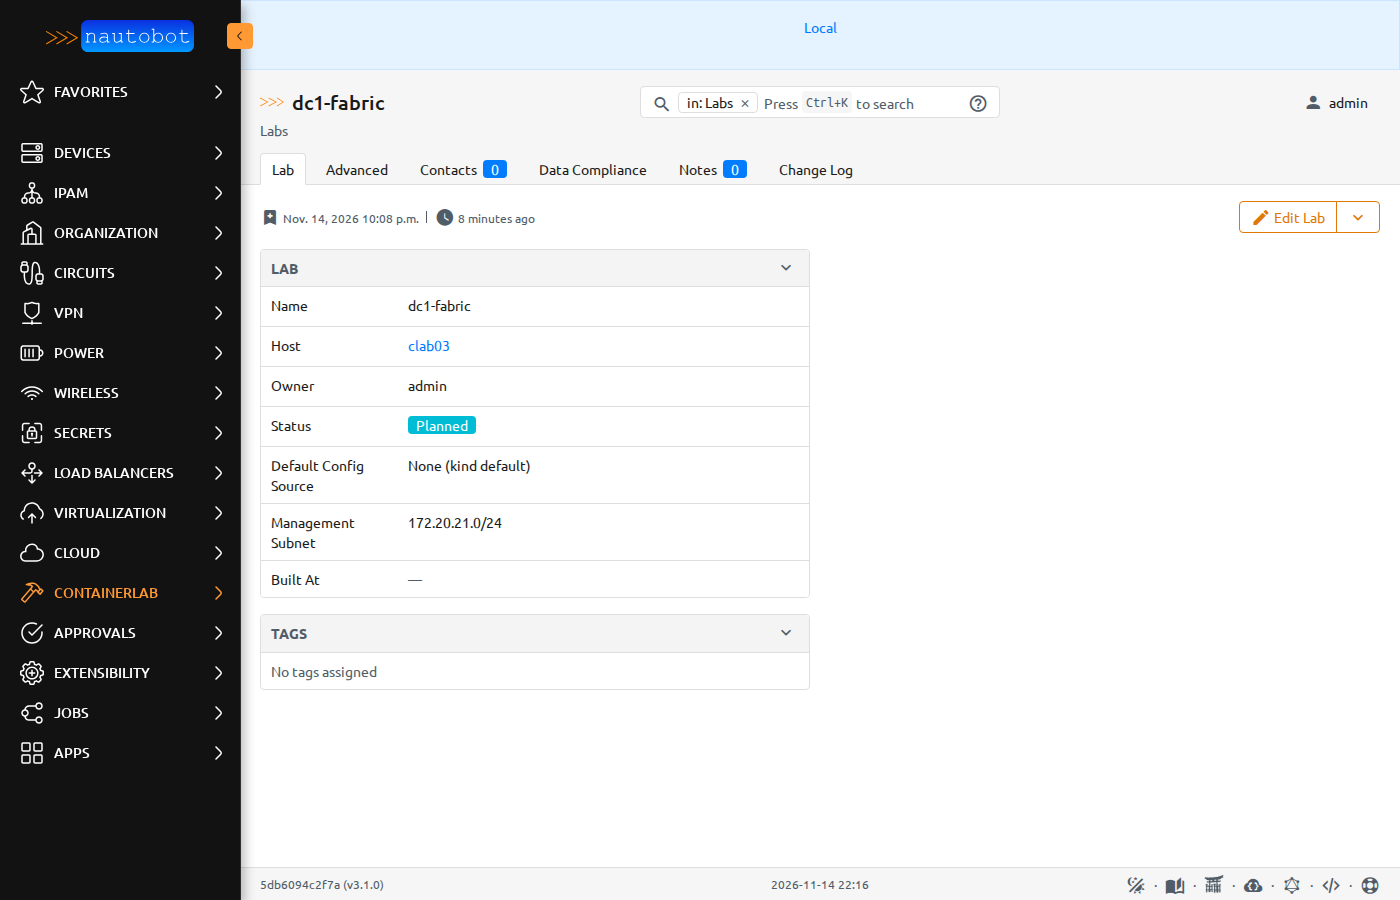 nautobot
FAVORITES
DEVICES
IPAM
ORGANIZATION
CIRCUITS
VPN
POWER
WIRELESS
SECRETS
LOAD BALANCERS
VIRTUALIZATION
CLOUD
CONTAINERLAB
APPROVALS
EXTENSIBILITY
JOBS
APPS
Local
dc1-fabric
in: Labs × Press Ctrl+K to search
admin
Labs
Lab Advanced Contacts 0 Data Compliance Notes 0 Change Log
Nov. 14, 2026 10:08 p.m. | 8 minutes ago
Edit Lab
LAB
Name dc1-fabric
Host clab03
Owner admin
Status Planned
Default Config Source None (kind default)
Management Subnet 172.20.21.0/24
Built At —
TAGS
No tags assigned
5db6094c2f7a (v3.1.0)
2026-11-14 22:16